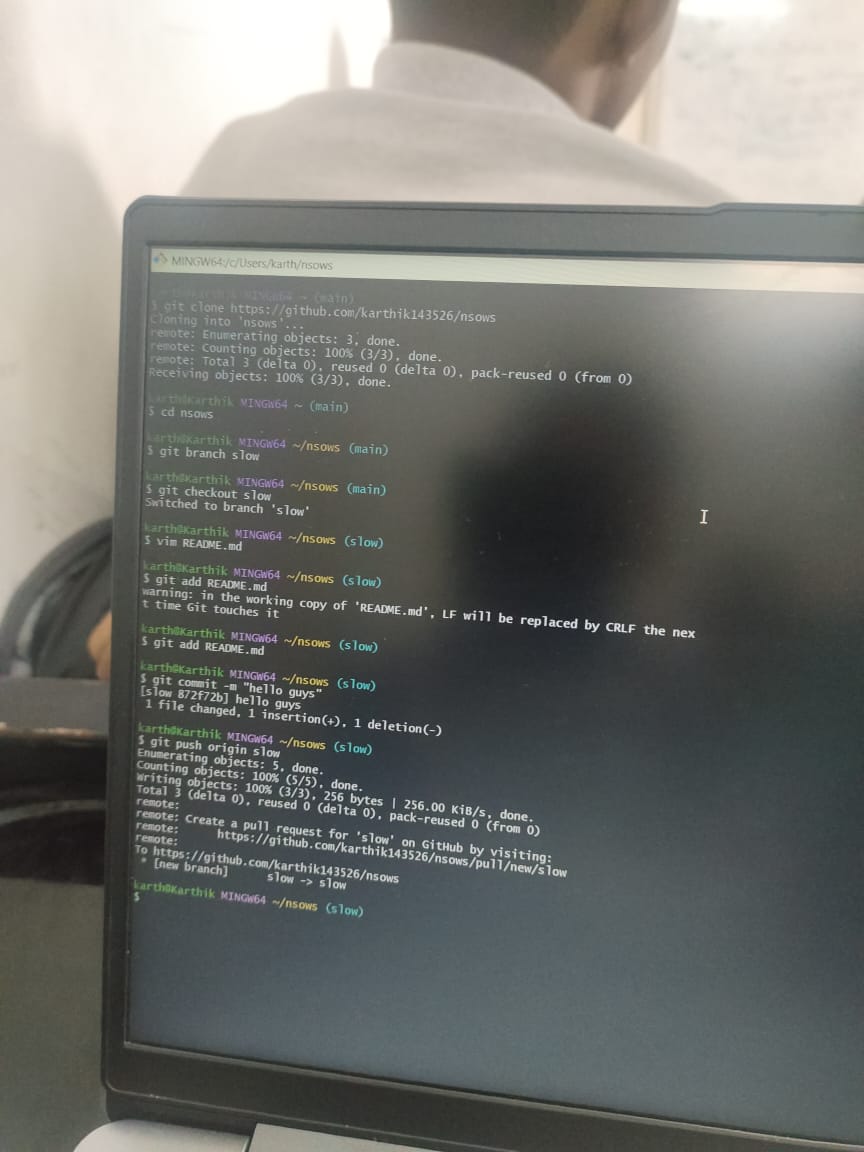 MINGW64:/c/Users/karth/nsows
MINGW64 ~ (main)
$ git clone https://github.com/karthik143526/nsows
Cloning into 'nsows'...
remote: Enumerating objects: 3, done.
remote: Counting objects: 100% (3/3), done.
remote: Total 3 (delta 0), reused 0 (delta 0), pack-reused 0 (from 0)
Receiving objects: 100% (3/3), done.
karth@Karthik MINGW64 ~ (main)
$ cd nsows
karth@Karthik MINGW64 ~/nsows (main)
$ git branch slow
karth@Karthik MINGW64 ~/nsows (main)
$ git checkout slow
Switched to branch 'slow'
karth@Karthik MINGW64 ~/nsows (slow)
$ vim README.md
karth@Karthik MINGW64 ~/nsows (slow)
$ git add README.md
warning: in the working copy of 'README.md', LF will be replaced by CRLF the nex
t time Git touches it
karth@Karthik MINGW64 ~/nsows (slow)
$ git add README.md
karth@Karthik MINGW64 ~/nsows (slow)
$ git commit -m "hello guys"
[slow 872f72b] hello guys
1 file changed, 1 insertion(+), 1 deletion(-)
karth@Karthik MINGW64 ~/nsows (slow)
$ git push origin slow
Enumerating objects: 5, done.
Counting objects: 100% (5/5), done.
Writing objects: 100% (3/3), 256 bytes | 256.00 KiB/s, done.
Total 3 (delta 0), reused 0 (delta 0), pack-reused 0 (from 0)
remote:
remote: Create a pull request for 'slow' on GitHub by visiting:
remote: https://github.com/karthik143526/nsows/pull/new/slow
remote:
To https://github.com/karthik143526/nsows
* [new branch] slow -> slow
karth@Karthik MINGW64 ~/nsows (slow)
$